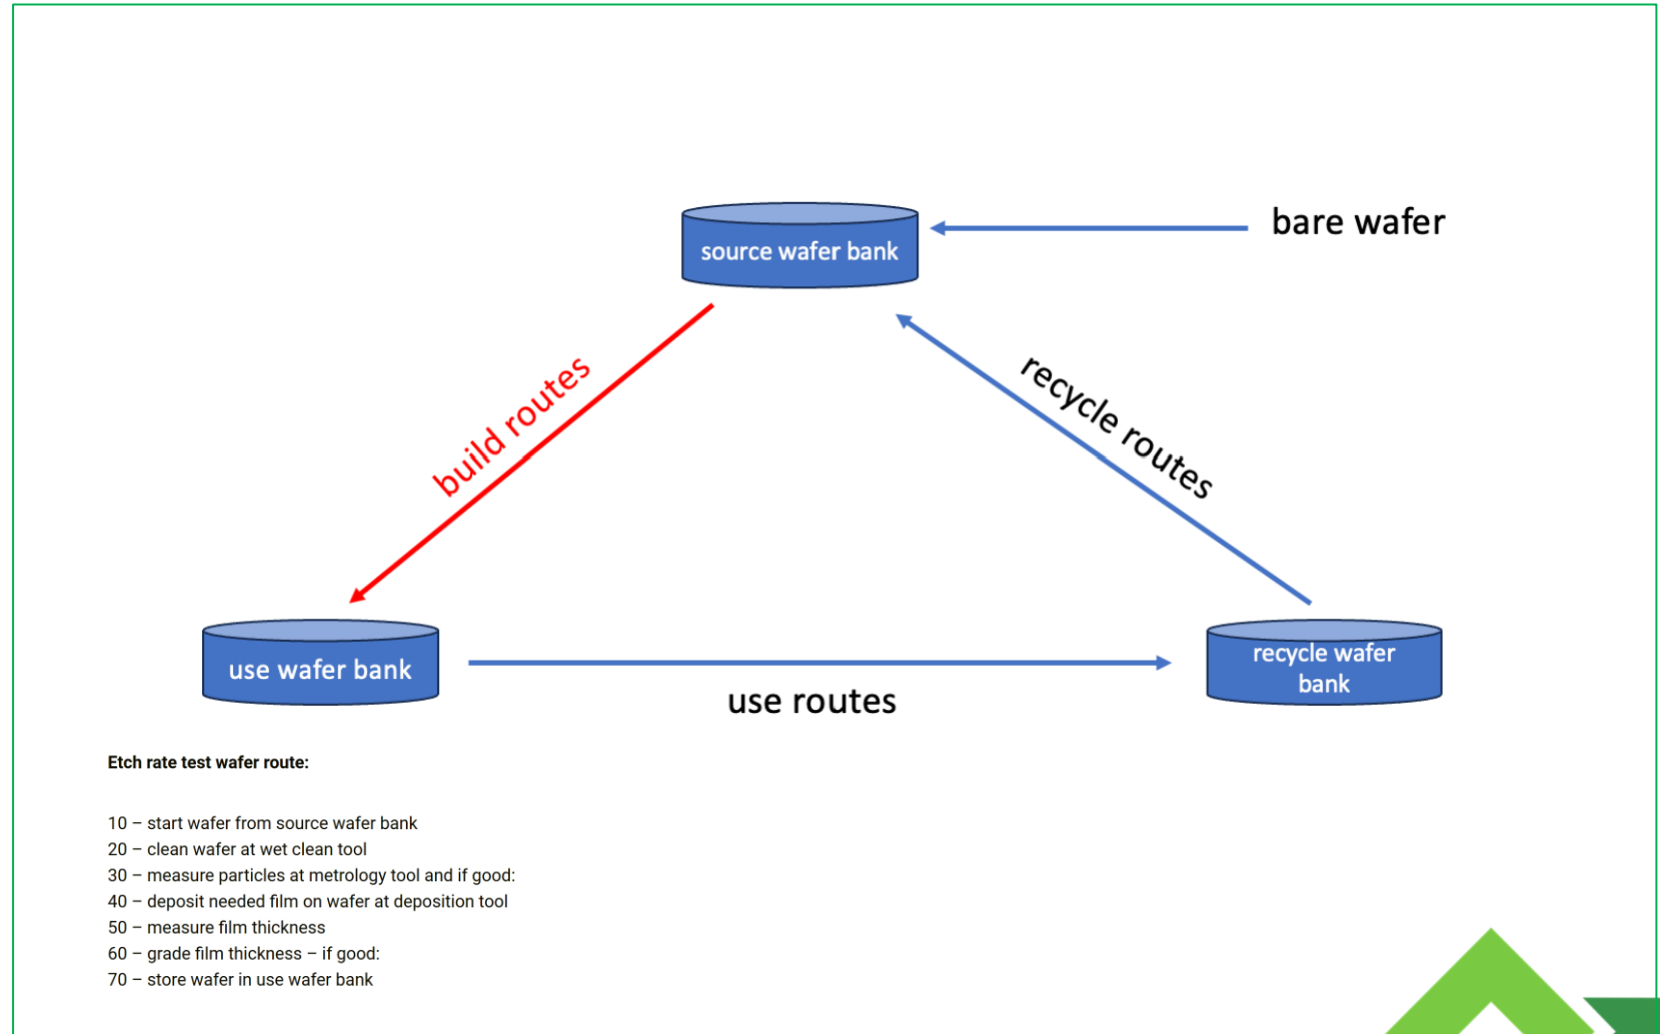 bare wafer
source wafer bank
build routes
recycle routes
use wafer bank
recycle wafer
bank
use routes
Etch rate test wafer route:
10 – start wafer from source wafer bank
20 – clean wafer at wet clean tool
30 – measure particles at metrology tool and if good:
40 – deposit needed film on wafer at deposition tool
50 – measure film thickness
60 – grade film thickness – if good:
70 – store wafer in use wafer bank